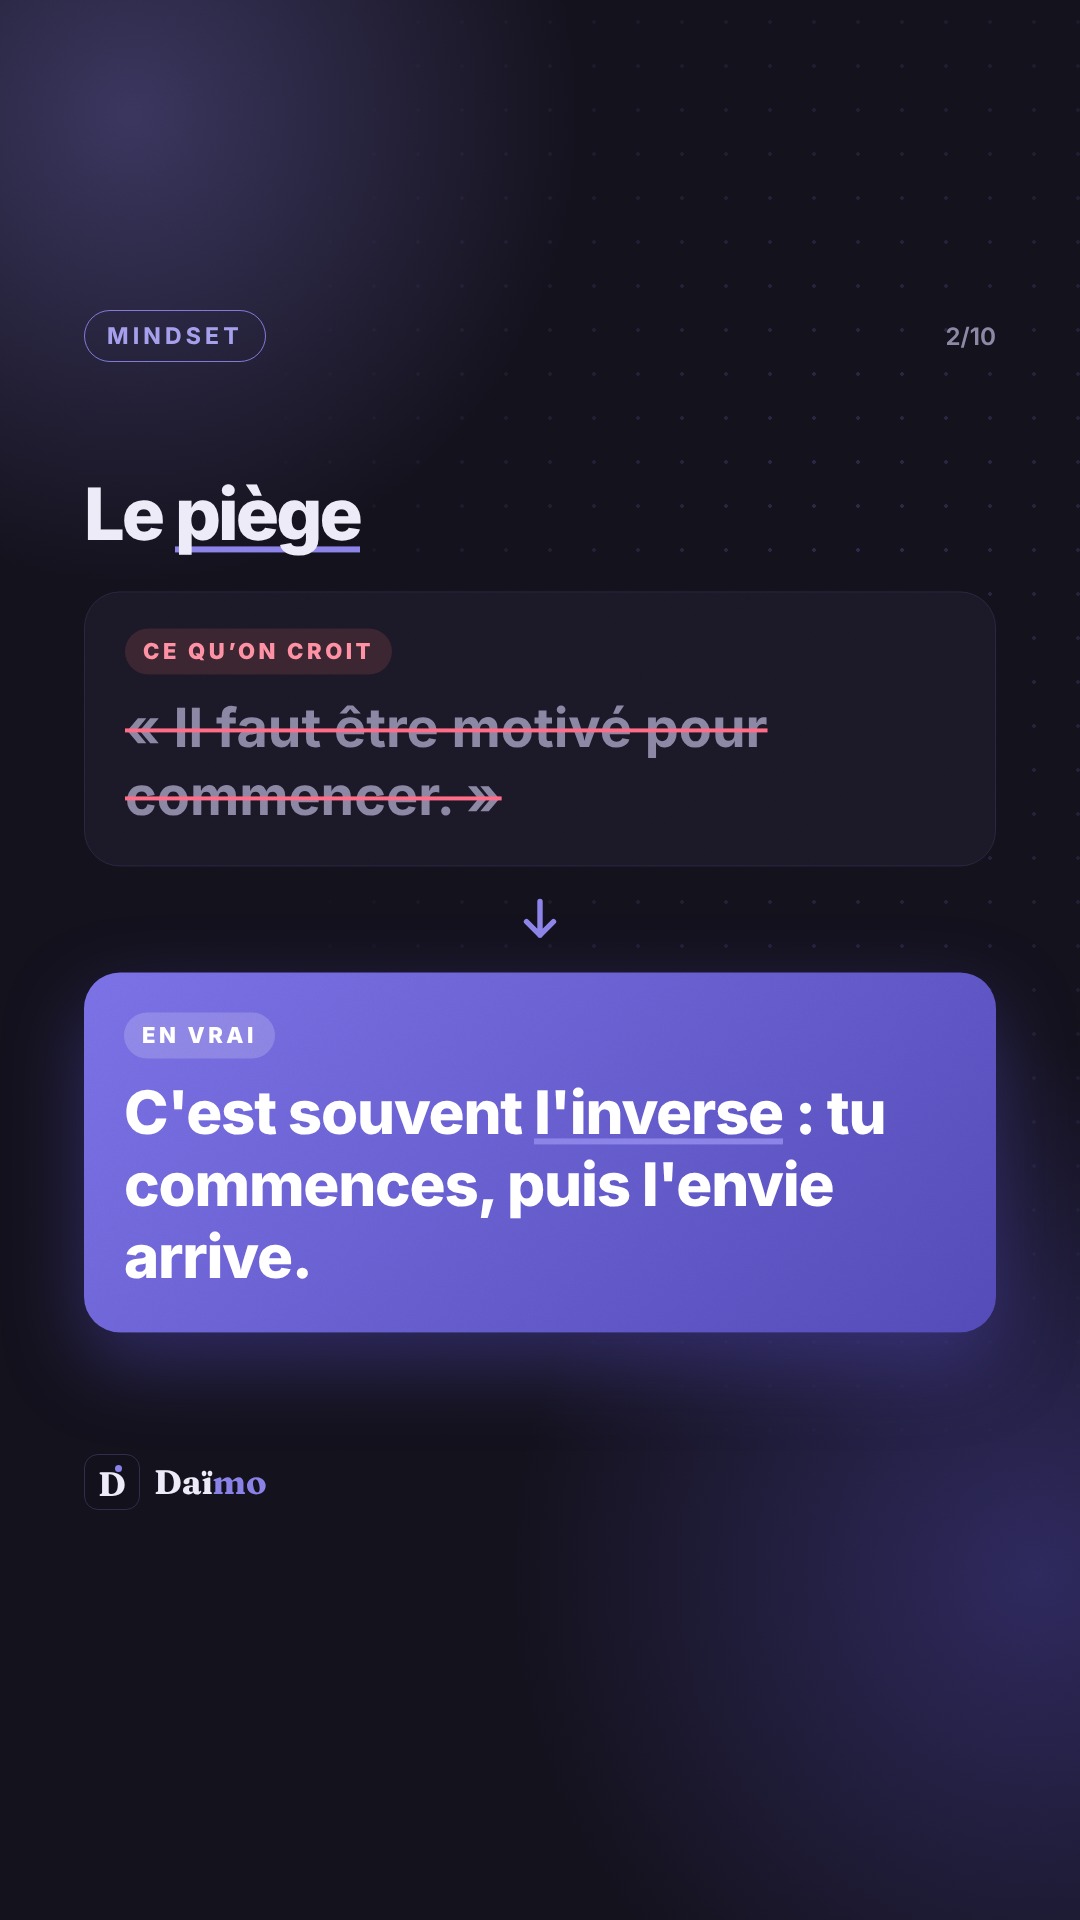 MINDSET
2/10
Le piège
CE QU’ON CROIT
« Il faut être motivé pour
commencer. »
EN VRAI
C'est souvent l'inverse : tu
commences, puis l'envie
arrive.
D
Daïmo